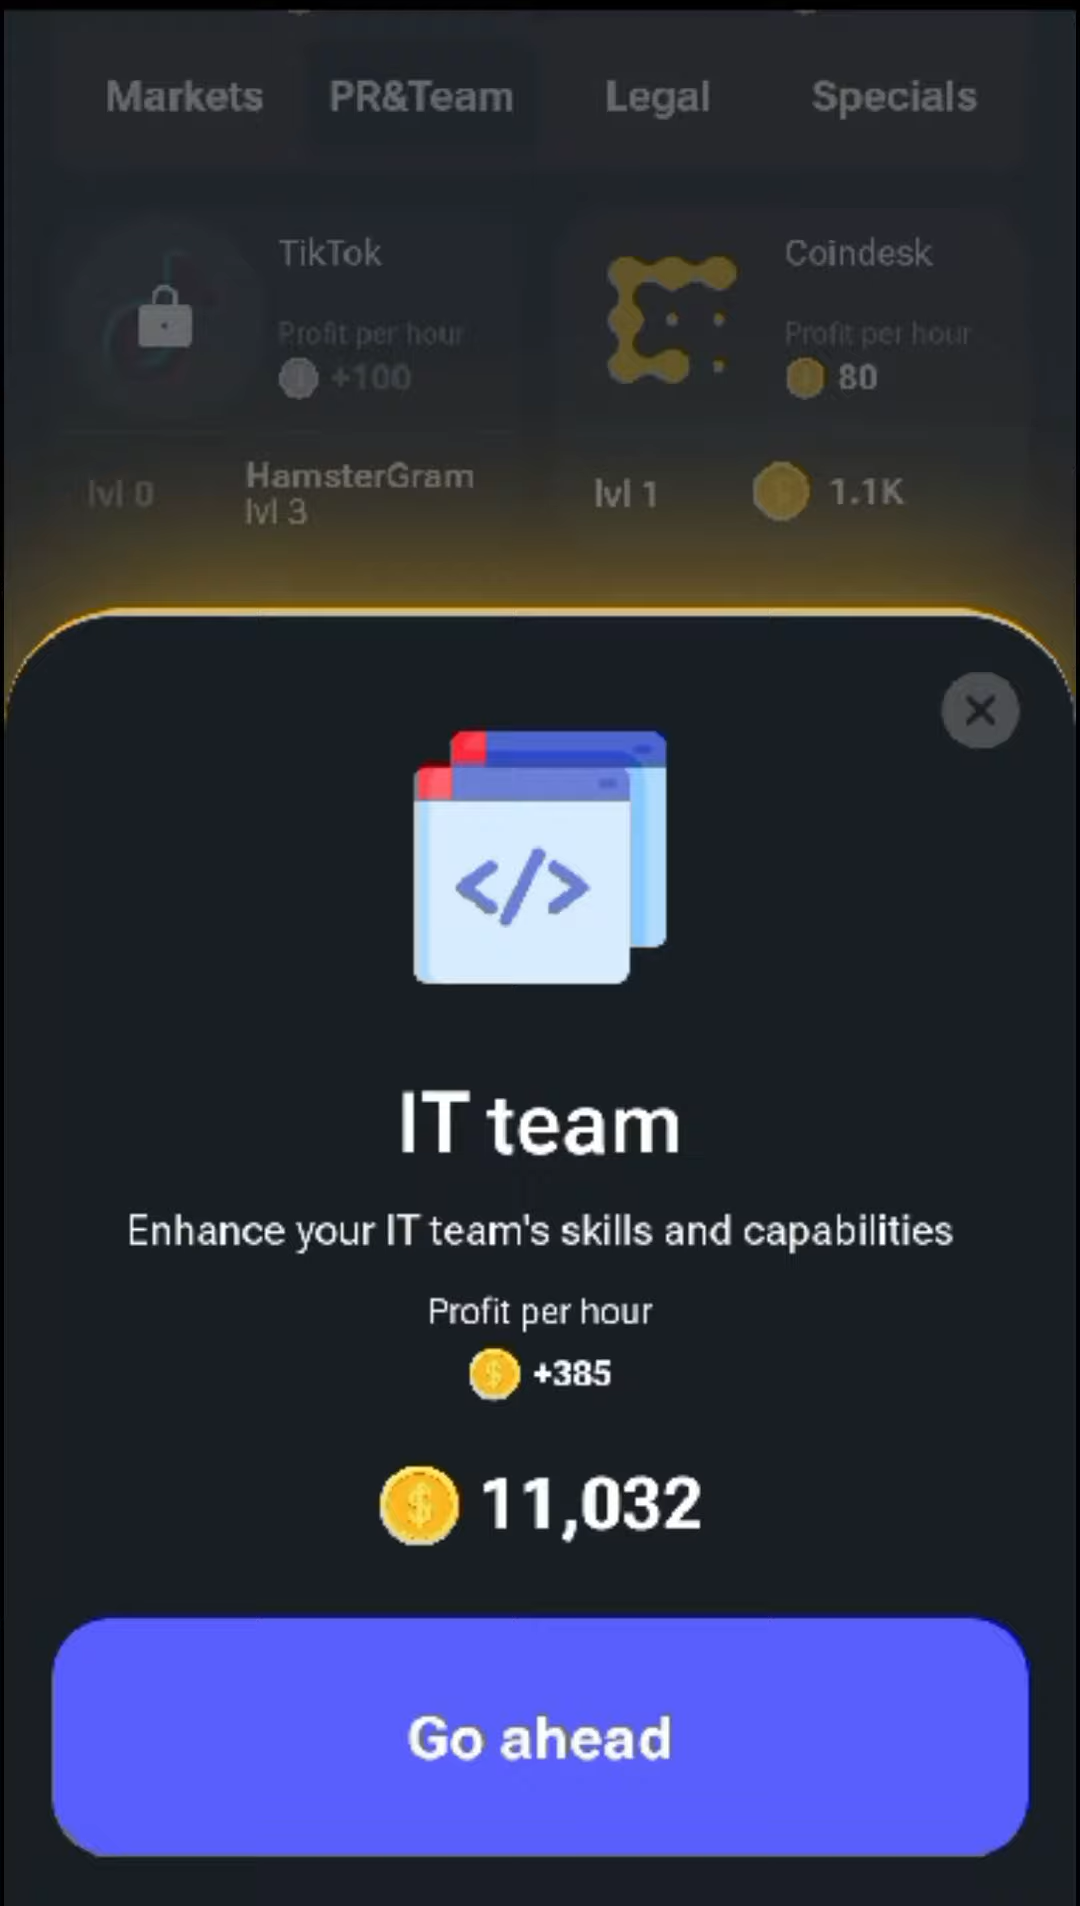 Markets PR&Team Legal Specials
TikTok
Profit per hour
+100
lvl 0
HamsterGram
lvl 3
Coindesk
Profit per hour
80
lvl 1
1.1K
</>
IT team
Enhance your IT team's skills and capabilities
Profit per hour
+385
11,032
Go ahead